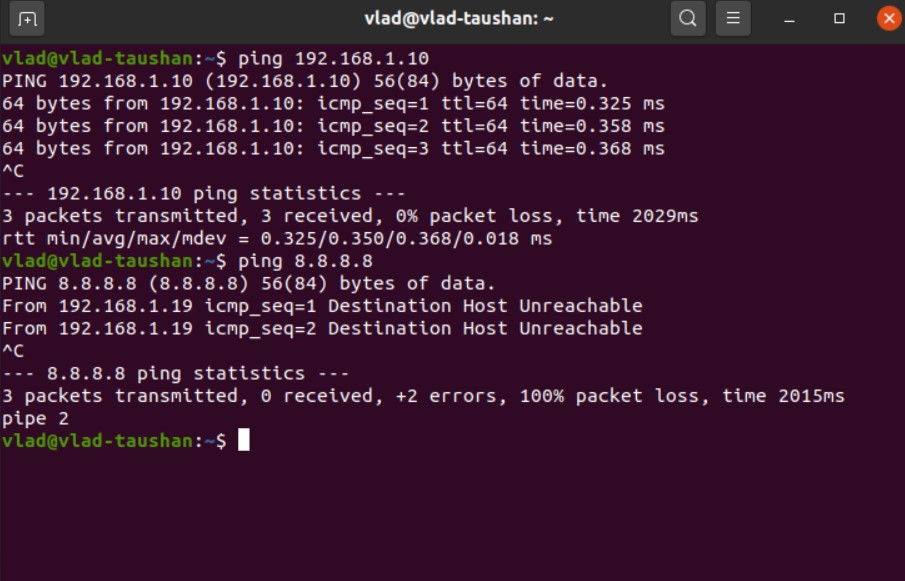 vlad@vlad-taushan: ~
vlad@vlad-taushan:~$ ping 192.168.1.10
PING 192.168.1.10 (192.168.1.10) 56(84) bytes of data.
64 bytes from 192.168.1.10: icmp_seq=1 ttl=64 time=0.325 ms
64 bytes from 192.168.1.10: icmp_seq=2 ttl=64 time=0.358 ms
64 bytes from 192.168.1.10: icmp_seq=3 ttl=64 time=0.368 ms
^C
--- 192.168.1.10 ping statistics ---
3 packets transmitted, 3 received, 0% packet loss, time 2029ms
rtt min/avg/max/mdev = 0.325/0.350/0.368/0.018 ms
vlad@vlad-taushan:~$ ping 8.8.8.8
PING 8.8.8.8 (8.8.8.8) 56(84) bytes of data.
From 192.168.1.19 icmp_seq=1 Destination Host Unreachable
From 192.168.1.19 icmp_seq=2 Destination Host Unreachable
^C
--- 8.8.8.8 ping statistics ---
3 packets transmitted, 0 received, +2 errors, 100% packet loss, time 2015ms
pipe 2
vlad@vlad-taushan:~$